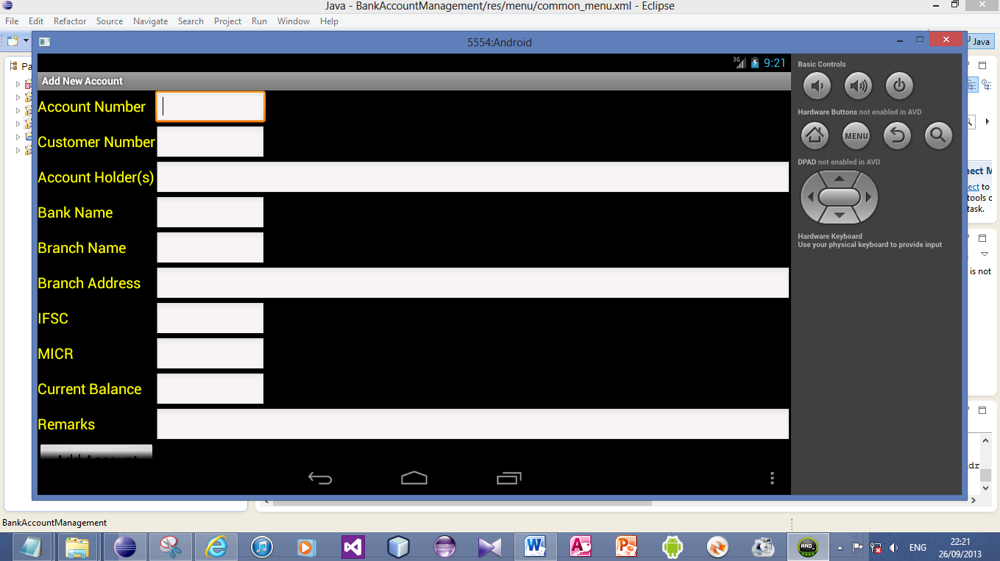 Java - BankAccountManagement/res/menu/common_menu.xml - Eclipse
File Edit Refactor Source Navigate Search Project Run Window Help
5554:Android
Java
Pa
3G 9:21
Add New Account
Account Number
Customer Number
Account Holder(s)
Bank Name
Branch Name
Branch Address
IFSC
MICR
Current Balance
Remarks
Add Account
Basic Controls
Hardware Buttons not enabled in AVD
MENU
DPAD not enabled in AVD
Hardware Keyboard
Use your physical keyboard to provide input
ect to
tools o
task.
is not
dr
BankAccountManagement
ENG
22:21
26/09/2013